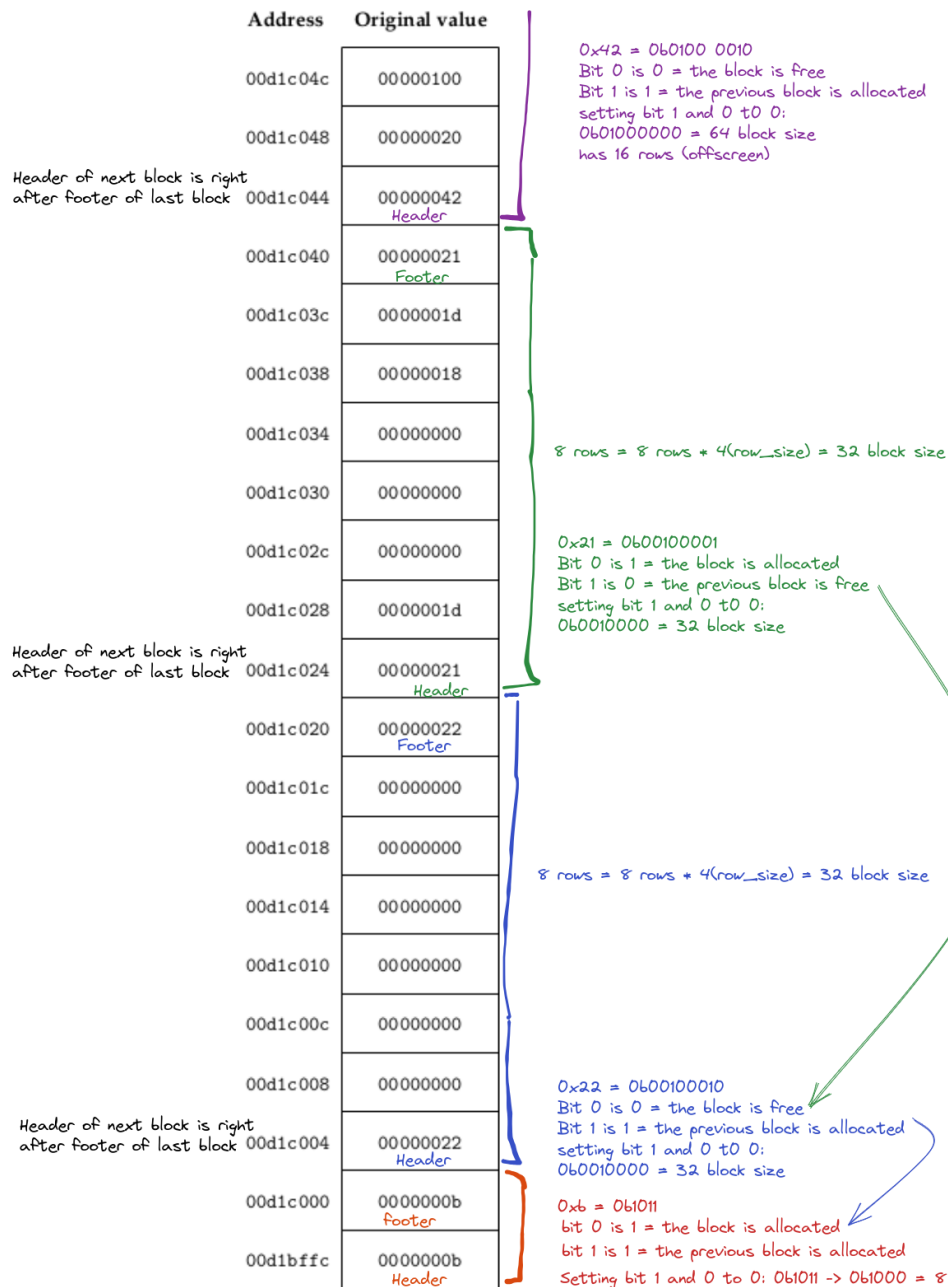 Address Original value
00d1c04c 00000100
0x42 = 0b0100 0010
Bit 0 is 0 = the block is free
Bit 1 is 1 = the previous block is allocated
setting bit 1 and 0 t0 0:
0b01000000 = 64 block size
has 16 rows (offscreen)
00d1c048 00000020
Header of next block is right
after footer of last block
00d1c044 00000042
Header
00d1c040 00000021
Footer
00d1c03c 0000001d
00d1c038 00000018
00d1c034 00000000
8 rows = 8 rows * 4(row_size) = 32 block size
00d1c030 00000000
00d1c02c 00000000
0x21 = 0b00100001
Bit 0 is 1 = the block is allocated
Bit 1 is 0 = the previous block is free
setting bit 1 and 0 t0 0:
0b0010000 = 32 block size
00d1c028 0000001d
Header of next block is right
after footer of last block
00d1c024 00000021
Header
00d1c020 00000022
Footer
00d1c01c 00000000
00d1c018 00000000
8 rows = 8 rows * 4(row_size) = 32 block size
00d1c014 00000000
00d1c010 00000000
00d1c00c 00000000
00d1c008 00000000
0x22 = 0b00100010
Bit 0 is 0 = the block is free
Bit 1 is 1 = the previous block is allocated
setting bit 1 and 0 t0 0:
0b0010000 = 32 block size
Header of next block is right
after footer of last block
00d1c004 00000022
Header
00d1c000 0000000b
footer
0xb = 0b1011
bit 0 is 1 = the block is allocated
bit 1 is 1 = the previous block is allocated
Setting bit 1 and 0 to 0: 0b1011 -> 0b1000 = 8
00d1bffc 0000000b
Header